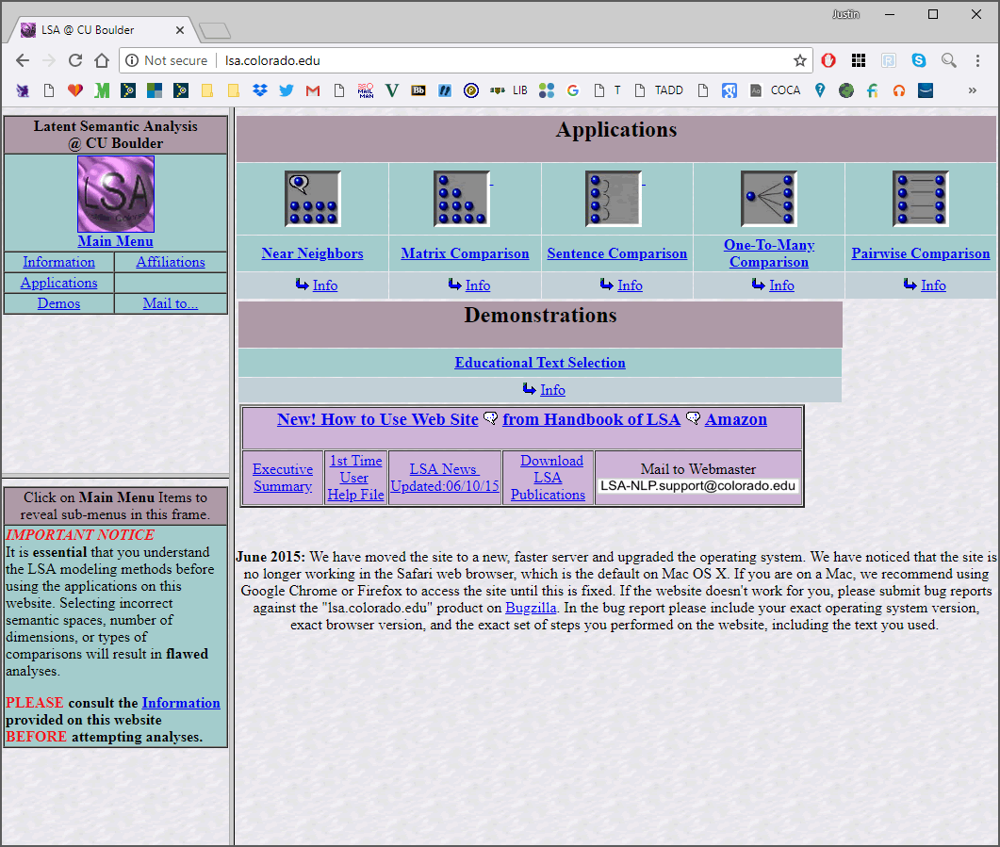 Justin
LSA @ CU Boulder
Not secure
lsa.colorado.edu
LIB
T
TADD
COCA
Latent Semantic Analysis
@ CU Boulder
LSA
Main Menu
Information
Affiliations
Applications
Demos
Mail to...
Click on Main Menu Items to
reveal sub-menus in this frame.
IMPORTANT NOTICE
It is essential that you understand
the LSA modeling methods before
using the applications on this
website. Selecting incorrect
semantic spaces, number of
dimensions, or types of
comparisons will result in flawed
analyses.
PLEASE consult the Information
provided on this website
BEFORE attempting analyses.
Applications
Near Neighbors
Matrix Comparison
Sentence Comparison
One-To-Many
Comparison
Pairwise Comparison
Info
Info
Info
Info
Info
Demonstrations
Educational Text Selection
Info
New! How to Use Web Site
from Handbook of LSA
Amazon
Executive
Summary
1st Time
User
Help File
LSA News
Updated:06/10/15
Download
LSA
Publications
Mail to Webmaster
LSA-NLP.support@colorado.edu
June 2015: We have moved the site to a new, faster server and upgraded the operating system. We have noticed that the site is
no longer working in the Safari web browser, which is the default on Mac OS X. If you are on a Mac, we recommend using
Google Chrome or Firefox to access the site until this is fixed. If the website doesn't work for you, please submit bug reports
against the "lsa.colorado.edu" product on Bugzilla. In the bug report please include your exact operating system version,
exact browser version, and the exact set of steps you performed on the website, including the text you used.